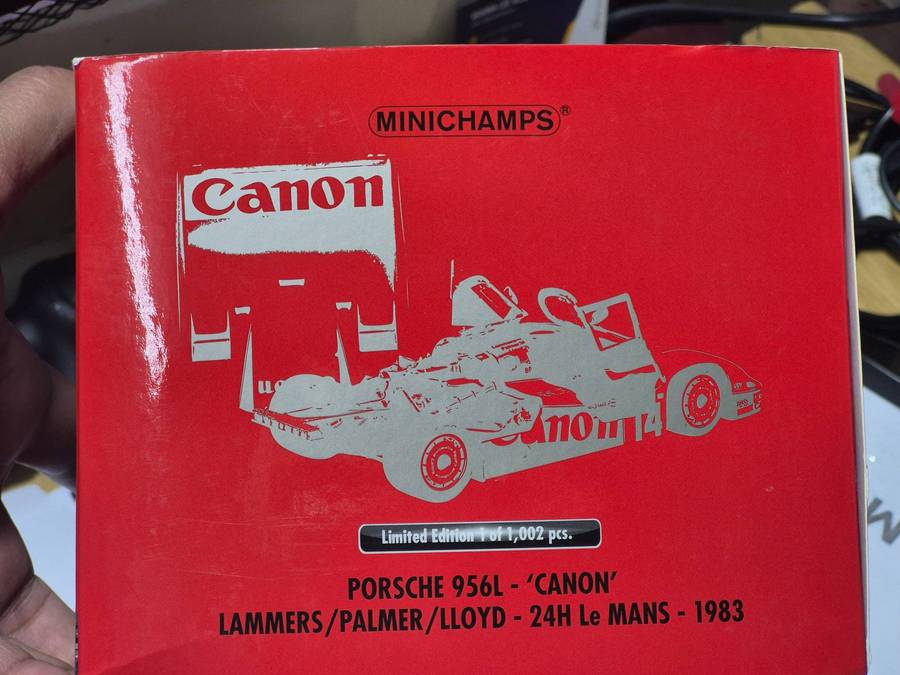 MINICHAMPS®
Canon
Canon 14
Limited Edition 1 of 1,002 pcs.
PORSCHE 956L - ‘CANON’
LAMMERS/PALMER/LLOYD - 24H Le MANS - 1983